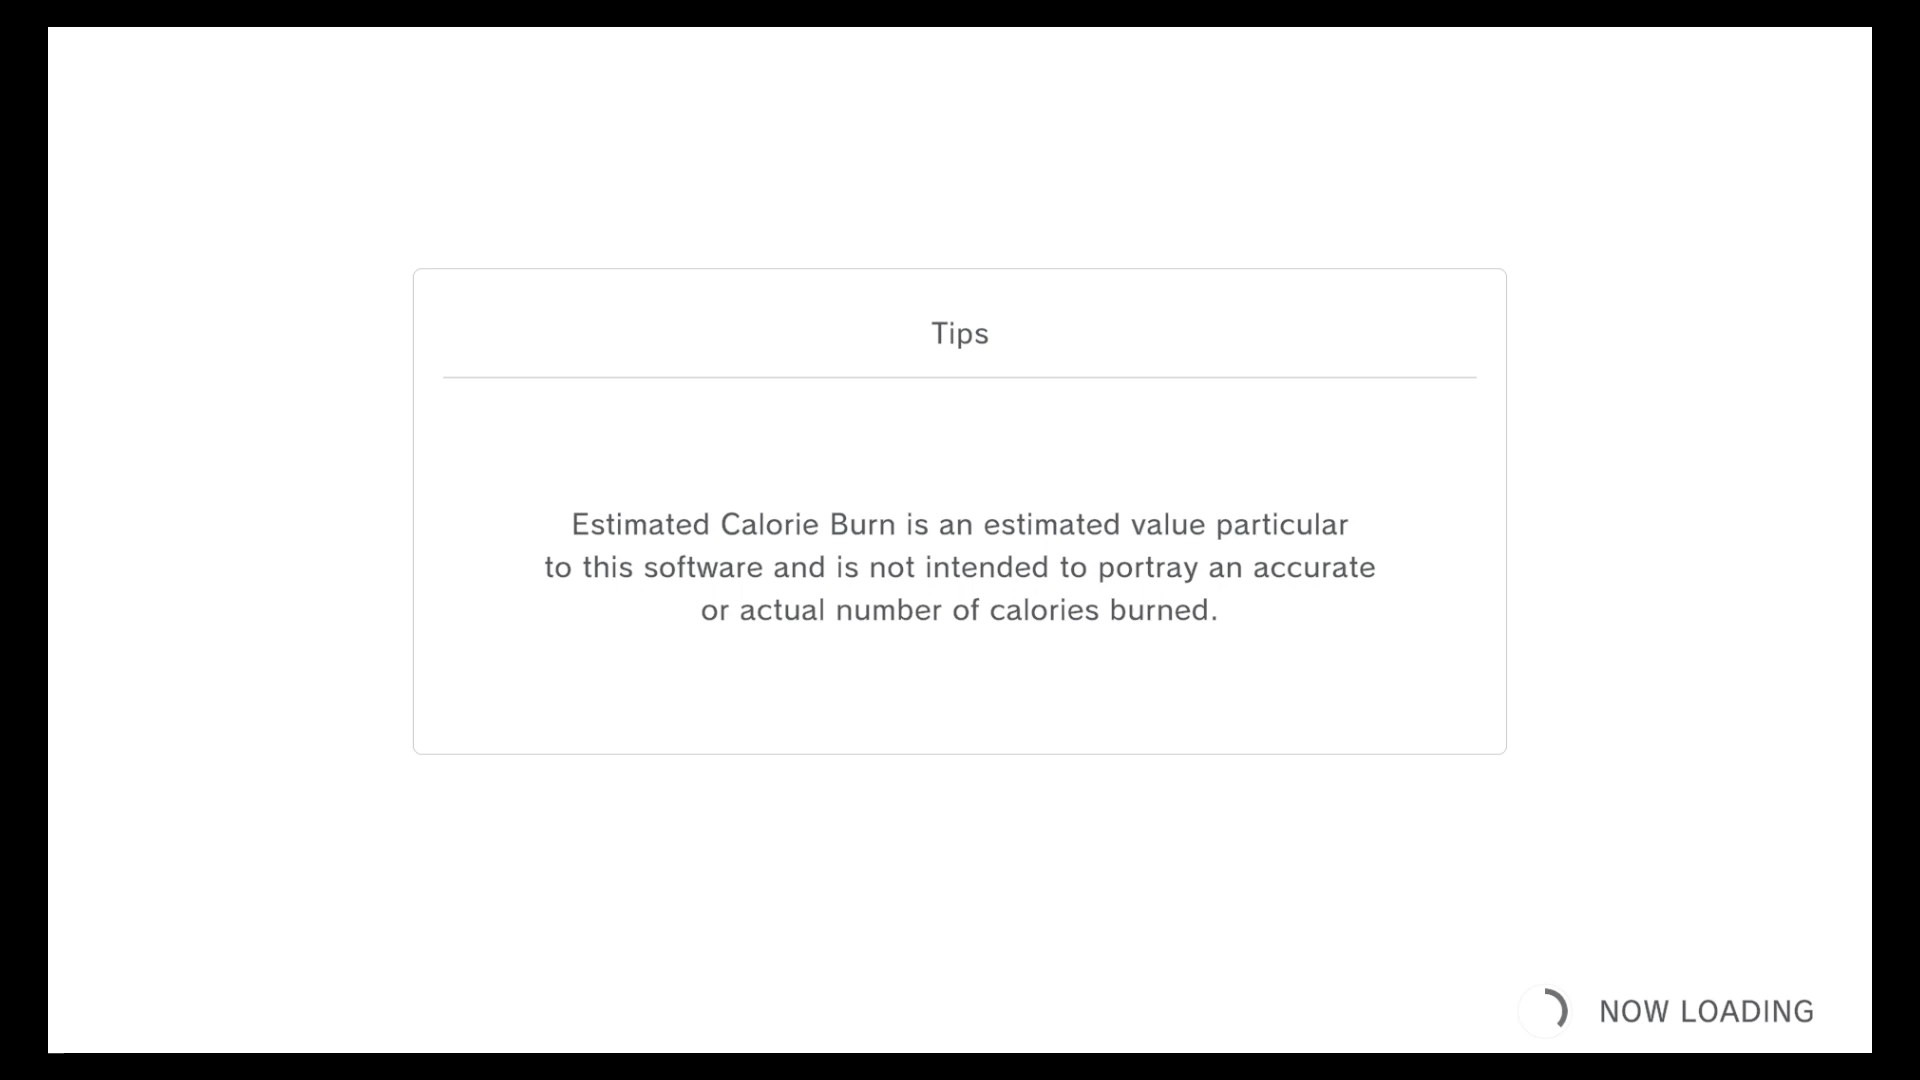 Tips
Estimated Calorie Burn is an estimated value particular
to this software and is not intended to portray an accurate
or actual number of calories burned.
NOW LOADING